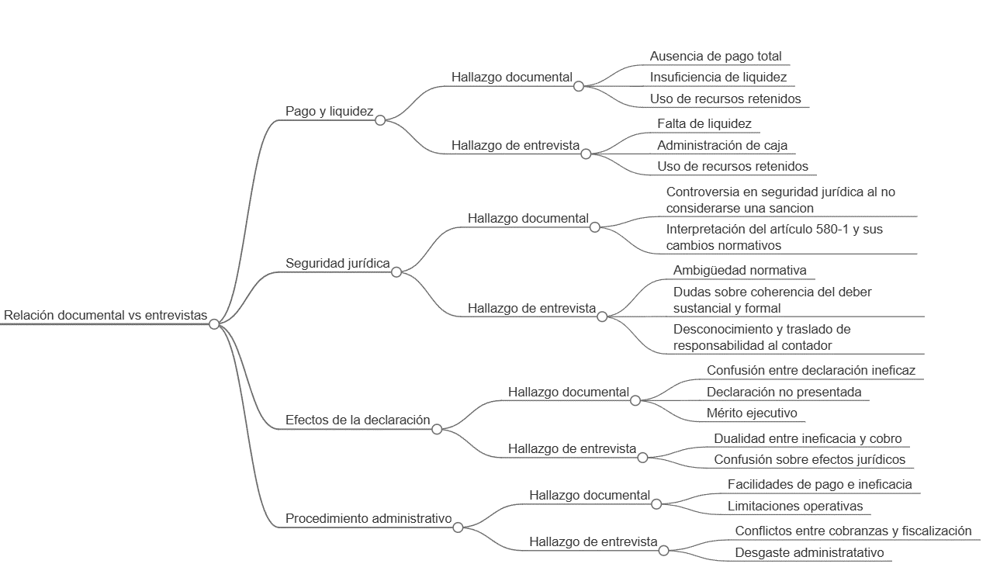 Relación documental vs entrevistas
Pago y liquidez
Hallazgo documental
Ausencia de pago total
Insuficiencia de liquidez
Uso de recursos retenidos
Hallazgo de entrevista
Falta de liquidez
Administración de caja
Uso de recursos retenidos
Seguridad jurídica
Hallazgo documental
Controversia en seguridad jurídica al no
considerarse una sancion
Interpretación del artículo 580-1 y sus
cambios normativos
Hallazgo de entrevista
Ambigüedad normativa
Dudas sobre coherencia del deber
sustancial y formal
Desconocimiento y traslado de
responsabilidad al contador
Efectos de la declaración
Hallazgo documental
Confusión entre declaración ineficaz
Declaración no presentada
Mérito ejecutivo
Hallazgo de entrevista
Dualidad entre ineficacia y cobro
Confusión sobre efectos jurídicos
Procedimiento administrativo
Hallazgo documental
Facilidades de pago e ineficacia
Limitaciones operativas
Hallazgo de entrevista
Conflictos entre cobranzas y fiscalización
Desgaste administratativo